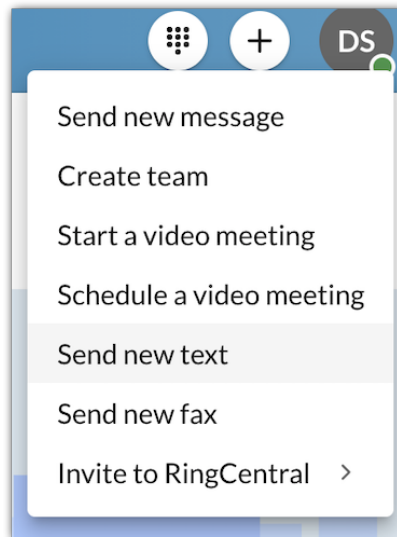 DS
Send new message
Create team
Start a video meeting
Schedule a video meeting
Send new text
Send new fax
Invite to RingCentral